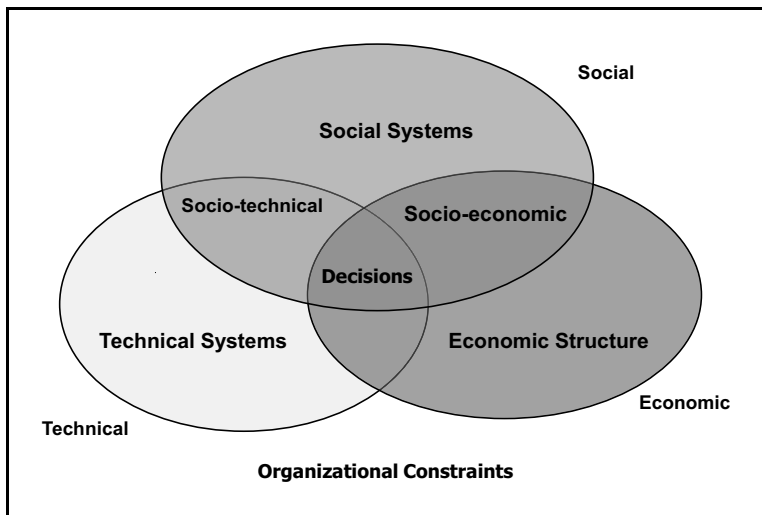 Social
Social Systems
Socio-technical
Socio-economic
Decisions
Technical Systems
Economic Structure
Economic
Technical
Organizational Constraints